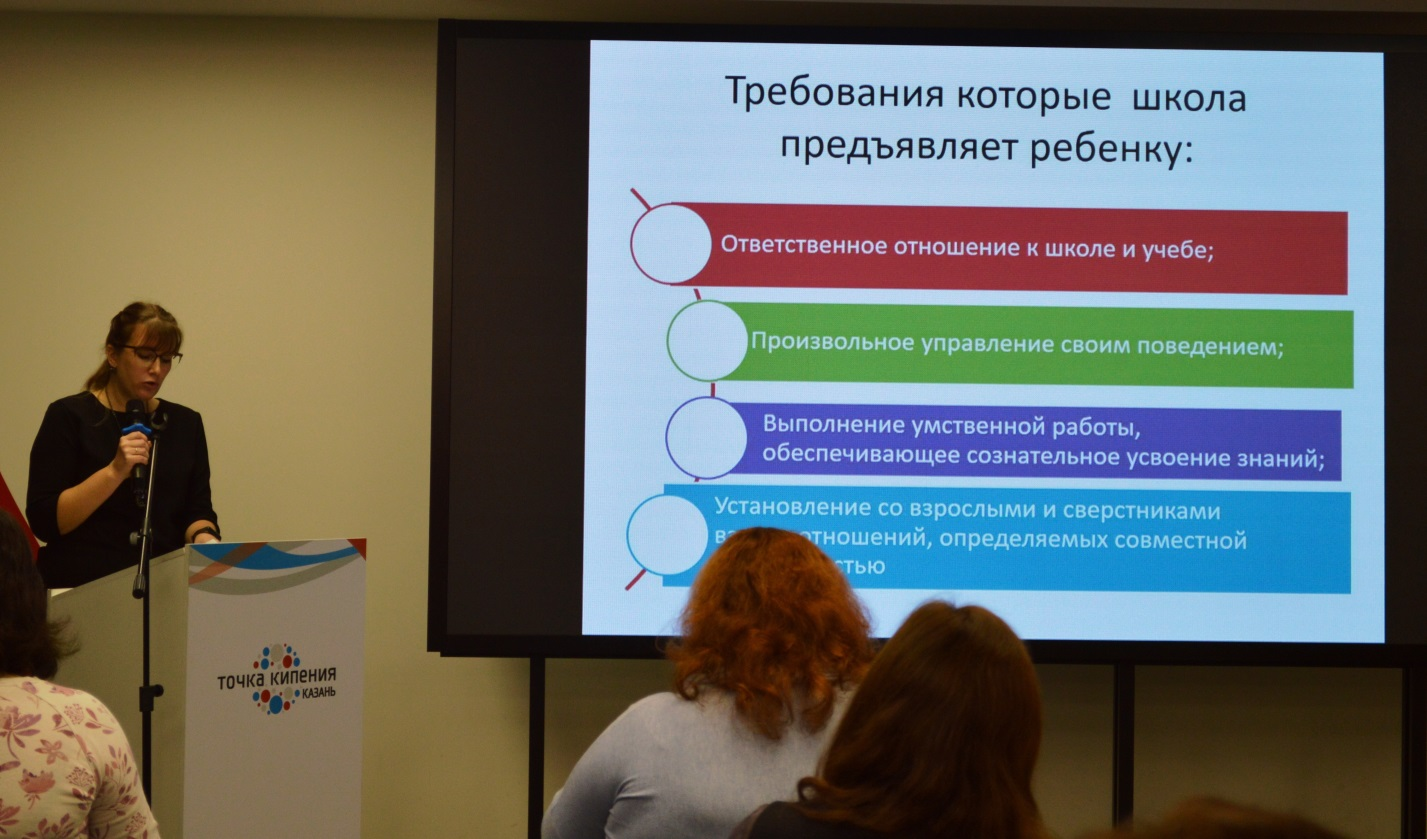 Требования которые школа
предъявляет ребенку:
Ответственное отношение к школе и учебе;
Произвольное управление своим поведением;
Выполнение умственной работы,
обеспечивающее сознательное усвоение знаний;
Установление со взрослыми и сверстниками
определяемых совместной
точка кипения
КАЗАНЬ